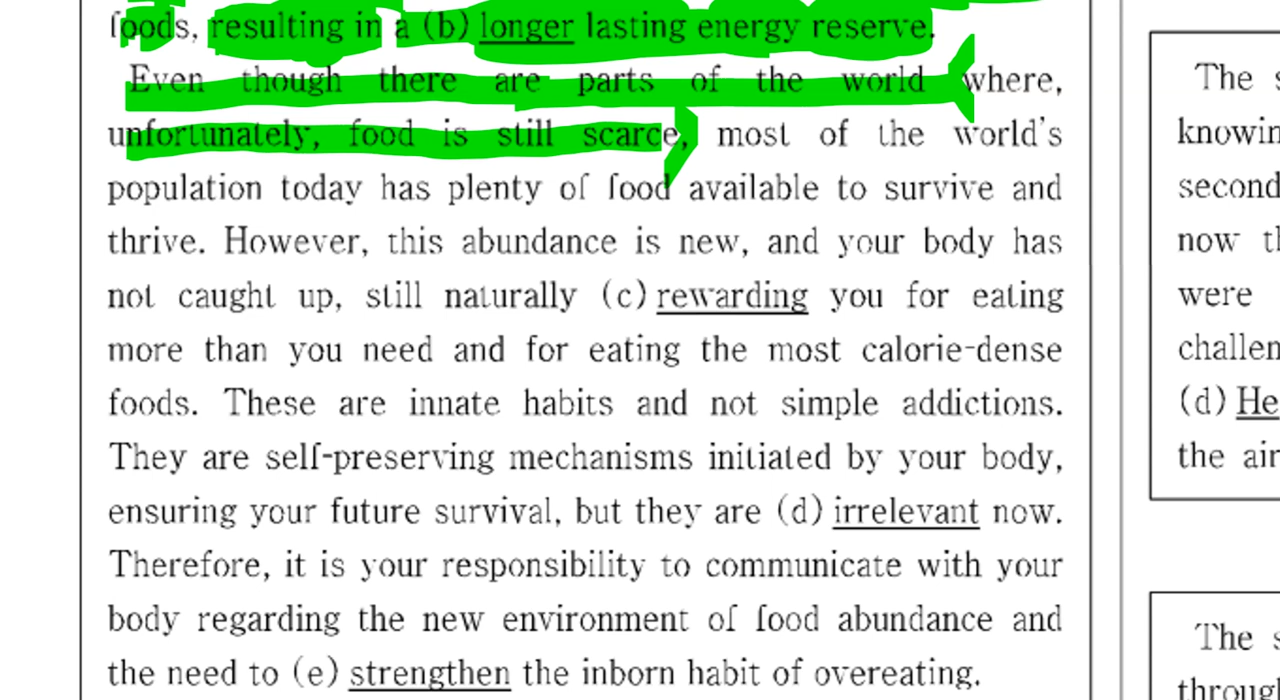 foods, resulting in a (b) longer lasting energy reserve.
Even though there are parts of the world where,
unfortunately, food is still scarce, most of the world's
population today has plenty of food available to survive and
thrive. However, this abundance is new, and your body has
not caught up, still naturally (c) rewarding you for eating
more than you need and for eating the most calorie-dense
foods. These are innate habits and not simple addictions.
They are self-preserving mechanisms initiated by your body,
ensuring your future survival, but they are (d) irrelevant now.
Therefore, it is your responsibility to communicate with your
body regarding the new environment of food abundance and
the need to (e) strengthen the inborn habit of overeating.
The
knowin
second
now
were
challen
(d) He
the air
The
throug